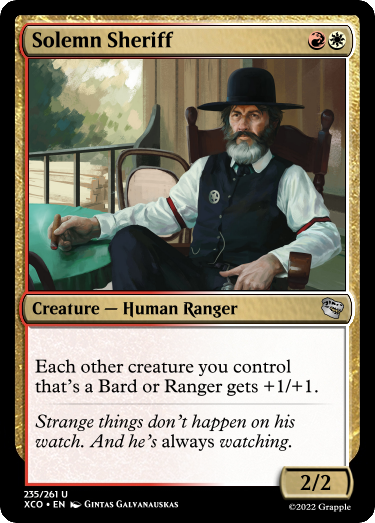 Solemn Sheriff
Creature — Human Ranger
Each other creature you control
that's a Bard or Ranger gets +1/+1.
Strange things don't happen on his
watch. And he's always watching.
2/2
235/261 U
XCO • EN Gintas Galvanauskas
©2022 Grapple